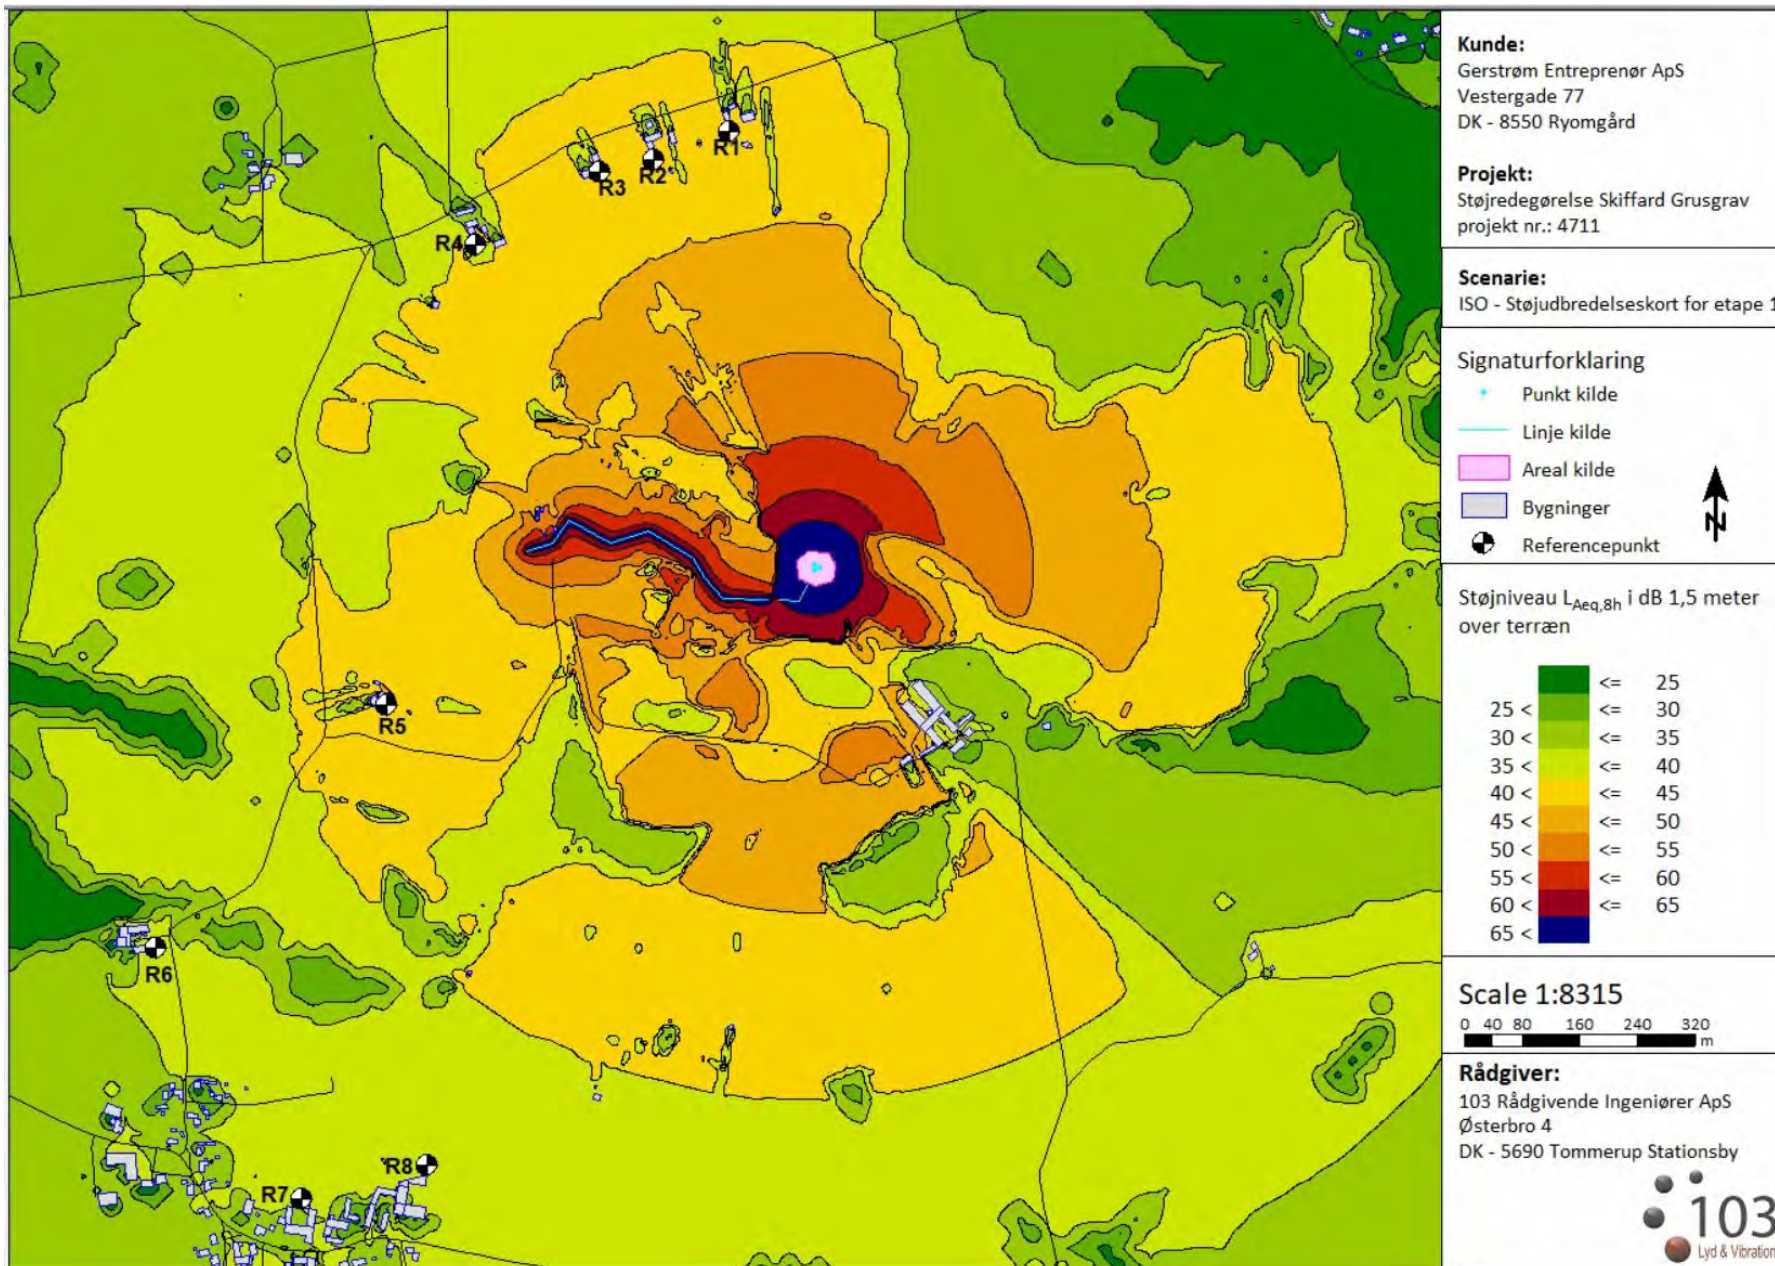 Kunde:
Gerstrøm Entreprenør ApS
Vestergade 77
DK - 8550 Ryomgård
Projekt:
Støjredegørelse Skiffard Grusgrav
projekt nr.: 4711
Scenarie:
ISO - Støjudbredelseskort for etape 1
Signaturforklaring
Punkt kilde
Linje kilde
Areal kilde
Bygninger
Referencepunkt
N
Støjniveau LAeq,8h i dB 1,5 meter
over terræn
<= 25
25 < <= 30
30 < <= 35
35 < <= 40
40 < <= 45
45 < <= 50
50 < <= 55
55 < <= 60
60 < <= 65
65 <
Scale 1:8315
0 40 80 160 240 320
m
Rådgiver:
103 Rådgivende Ingeniører ApS
Østerbro 4
DK - 5690 Tommerup Stationsby
103
Lyd & Vibration
R1
R2
R3
R4
R5
R6
R7
R8